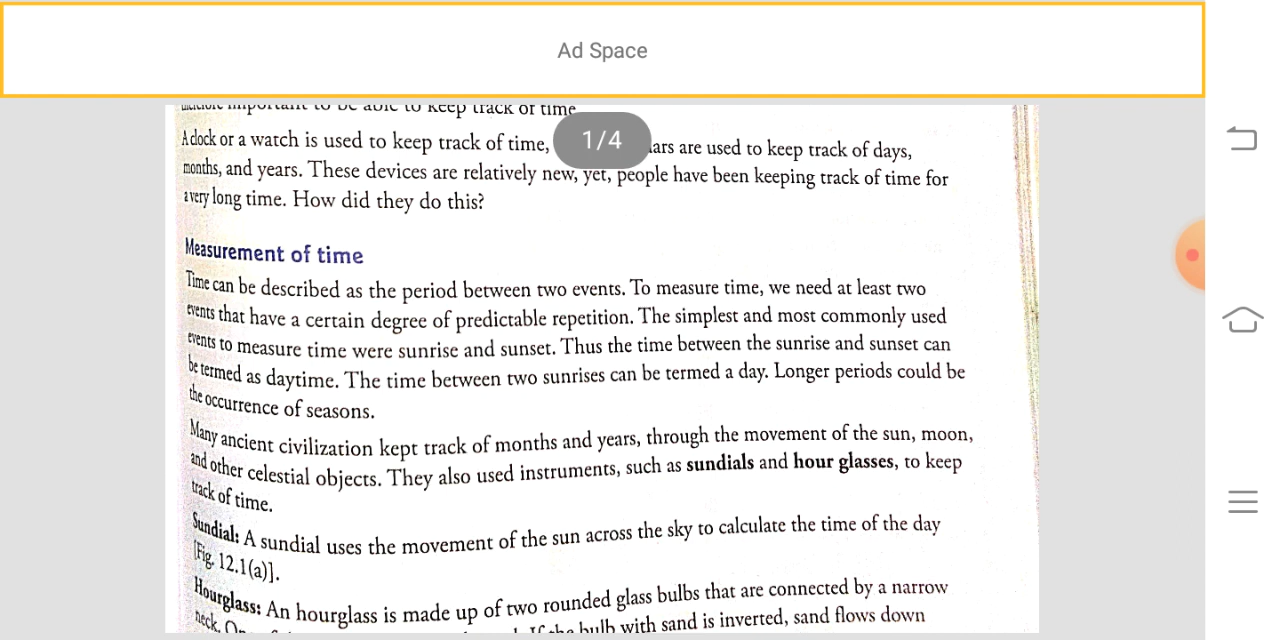 Ad Space
important to be able to keep track of time
A clock or a watch is used to keep track of time,
1/4
are used to keep track of days,
months, and years. These devices are relatively new, yet, people have been keeping track of time for
a very long time. How did they do this?
Measurement of time
Time can be described as the period between two events. To measure time, we need at least two
events that have a certain degree of predictable repetition. The simplest and most commonly used
events to measure time were sunrise and sunset. Thus the time between the sunrise and sunset can
be termed as daytime. The time between two sunrises can be termed a day. Longer periods could be
the occurrence of seasons.
Many ancient civilization kept track of months and years, through the movement of the sun, moon,
and other celestial objects. They also used instruments, such as sundials and hour glasses, to keep
track of time.
Sundial: A sundial uses the movement of the sun across the sky to calculate the time of the day
[Fig. 12.1(a)].
Hourglass: An hourglass is made up of two rounded glass bulbs that are connected by a narrow
neck. bulb with sand is inverted, sand flows down